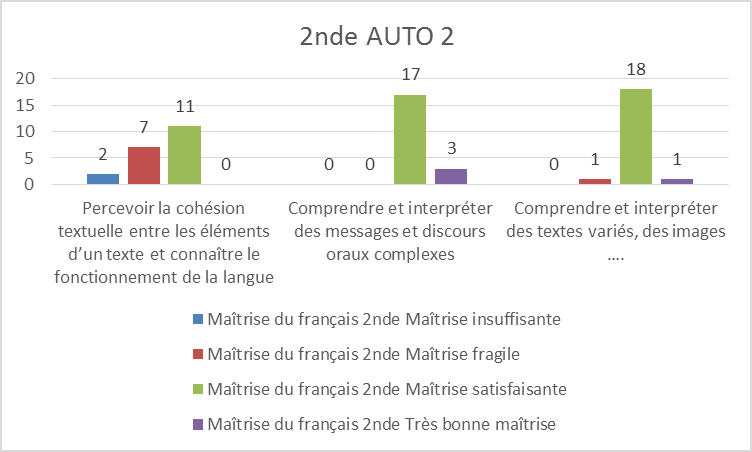 2nde AUTO 2
20
15
10
5
0
2
7
11
0
0
0
17
3
0
1
18
1
Percevoir la cohésion
textuelle entre les éléments
d'un texte et connaître le
fonctionnement de la langue
Comprendre et interpréter
des messages et discours
oraux complexes
Comprendre et interpréter
des textes variés, des images
....
Maîtrise du français 2nde Maîtrise insuffisante
Maîtrise du français 2nde Maîtrise fragile
Maîtrise du français 2nde Maîtrise satisfaisante
Maîtrise du français 2nde Très bonne maîtrise